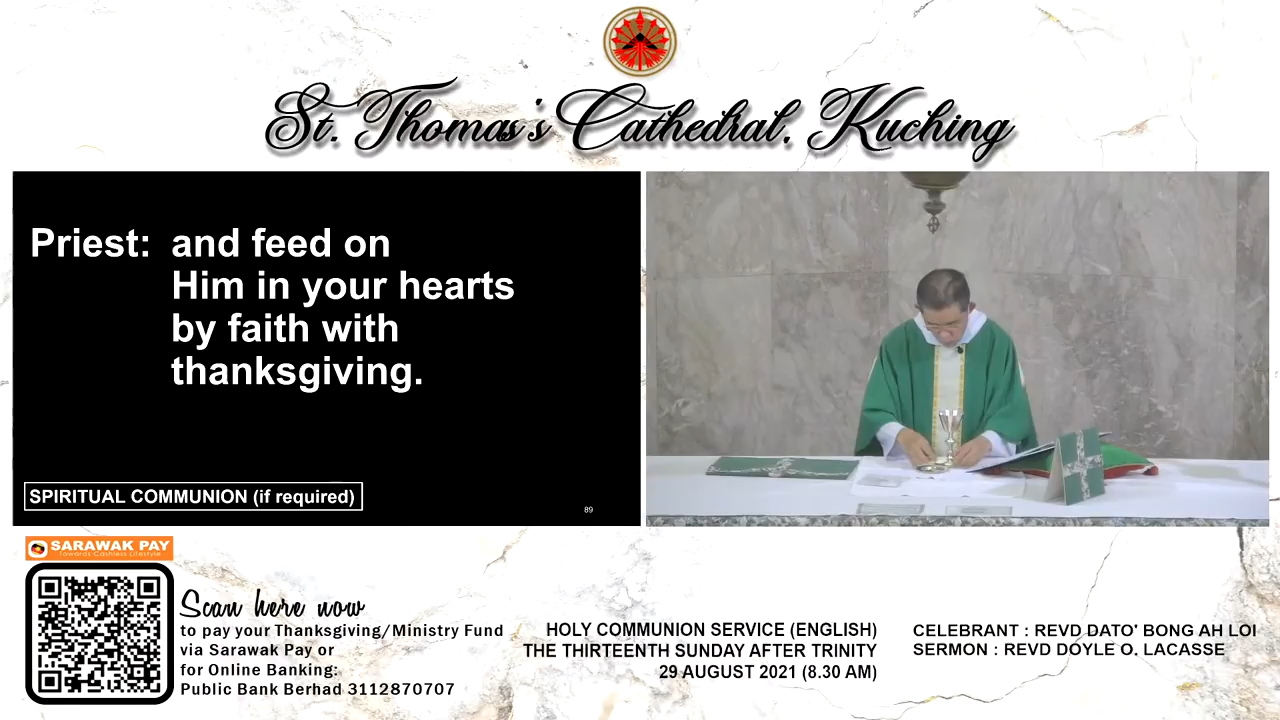 St. Thomas's Cathedral, Kuching
Priest: and feed on
Him in your hearts
by faith with
thanksgiving.
SPIRITUAL COMMUNION (if required)
89
SARAWAK PAY
Towards Cashless Lifestyle
Scan here now
to pay your Thanksgiving/Ministry Fund
via Sarawak Pay or
for Online Banking:
Public Bank Berhad 3112870707
HOLY COMMUNION SERVICE (ENGLISH)
THE THIRTEENTH SUNDAY AFTER TRINITY
29 AUGUST 2021 (8.30 AM)
CELEBRANT : REVD DATO' BONG AH LOI
SERMON : REVD DOYLE O. LACASSE